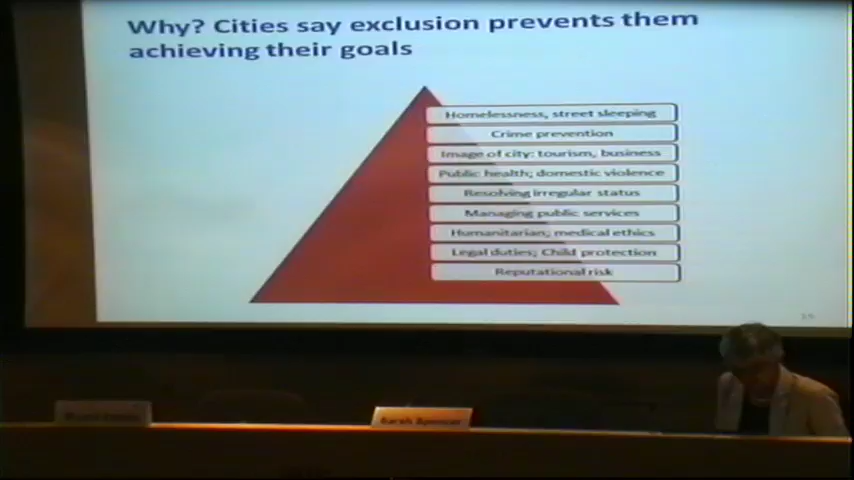 Why? Cities say exclusion prevents them
achieving their goals
Homelessness, street sleeping
Crime prevention
Image of city: tourism, business
Public health; domestic violence
Resolving irregular status
Managing public services
Humanitarian; medical ethics
Legal duties; Child protection
Reputational risk
Sarah Spencer